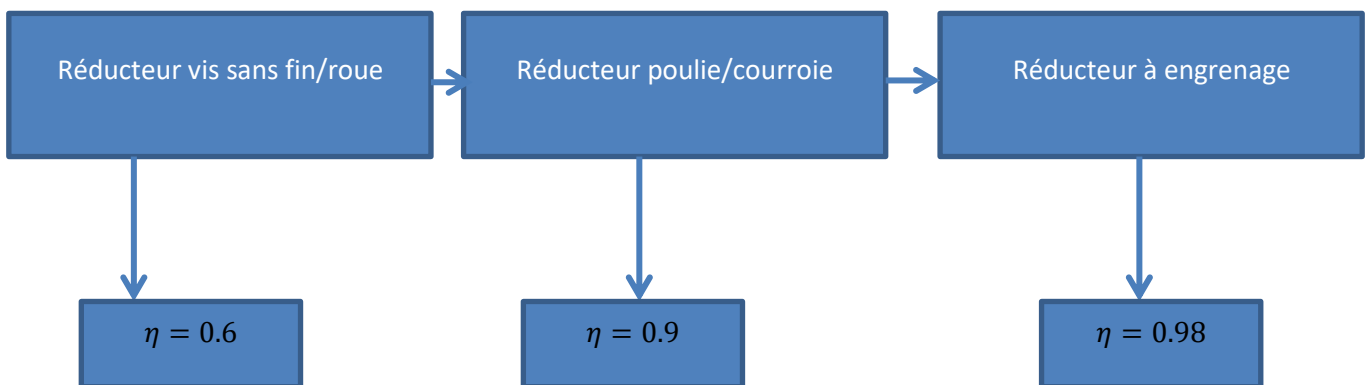 Réducteur vis sans fin/roue
Réducteur poulie/courroie
Réducteur à engrenage
η = 0.6
η = 0.9
η = 0.98